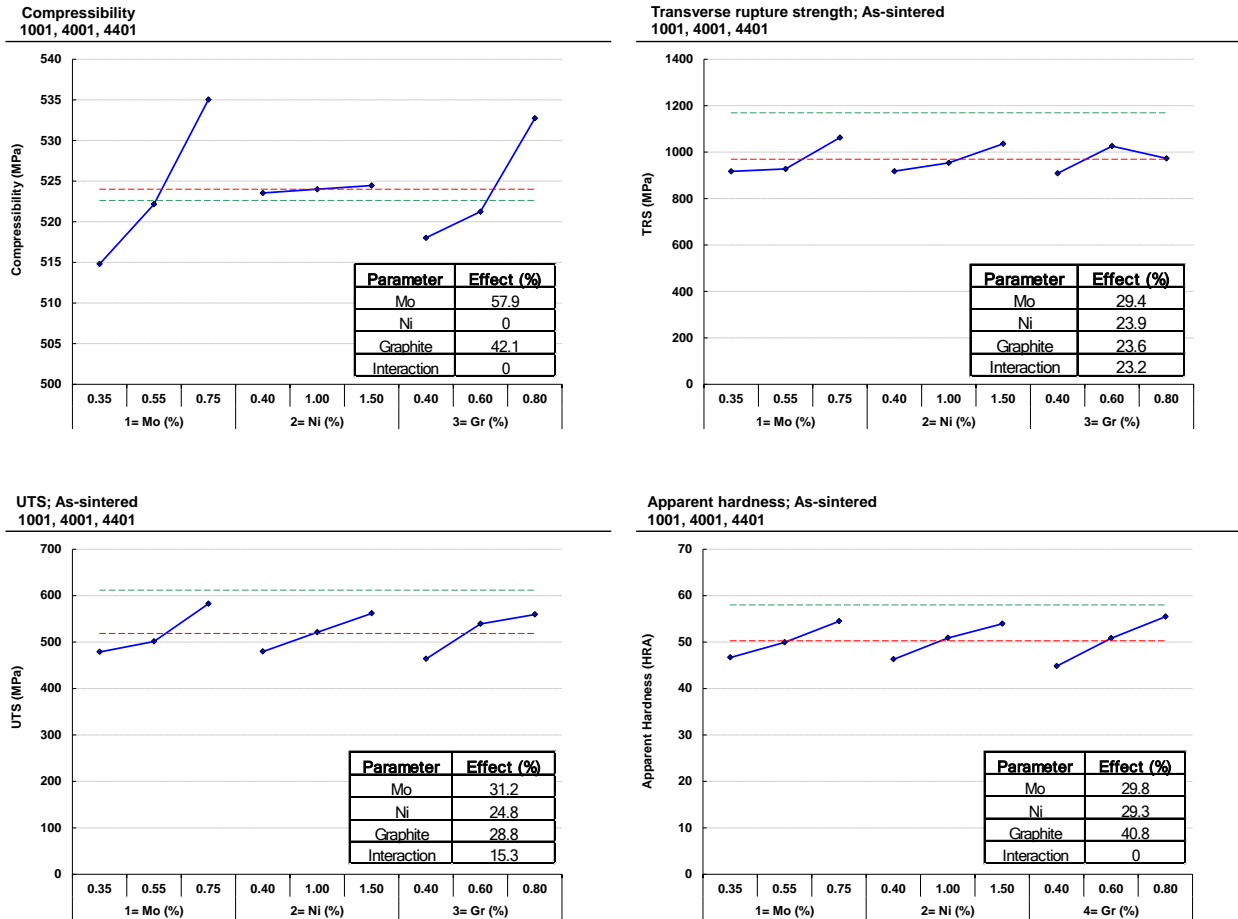 Compressibility
1001, 4001, 4401
540
535
530
525
520
515
510
505
500
Compressibility (MPa)
Parameter Effect (%)
Mo 57.9
Ni 0
Graphite 42.1
Interaction 0
0.35 0.55 0.75 0.40 1.00 1.50 0.40 0.60 0.80
1= Mo (%) 2= Ni (%) 3= Gr (%)
Transverse rupture strength; As-sintered
1001, 4001, 4401
1400
1200
1000
800
600
400
200
0
TRS (MPa)
Parameter Effect (%)
Mo 29.4
Ni 23.9
Graphite 23.6
Interaction 23.2
0.35 0.55 0.75 0.40 1.00 1.50 0.40 0.60 0.80
1= Mo (%) 2= Ni (%) 3= Gr (%)
UTS; As-sintered
1001, 4001, 4401
700
600
500
400
300
200
100
0
UTS (MPa)
Parameter Effect (%)
Mo 31.2
Ni 24.8
Graphite 28.8
Interaction 15.3
0.35 0.55 0.75 0.40 1.00 1.50 0.40 0.60 0.80
1= Mo (%) 2= Ni (%) 3= Gr (%)
Apparent hardness; As-sintered
1001, 4001, 4401
70
60
50
40
30
20
10
0
Apparent Hardness (HRA)
Parameter Effect (%)
Mo 29.8
Ni 29.3
Graphite 40.8
Interaction 0
0.35 0.55 0.75 0.40 1.00 1.50 0.40 0.60 0.80
1= Mo (%) 2= Ni (%) 4= Gr (%)